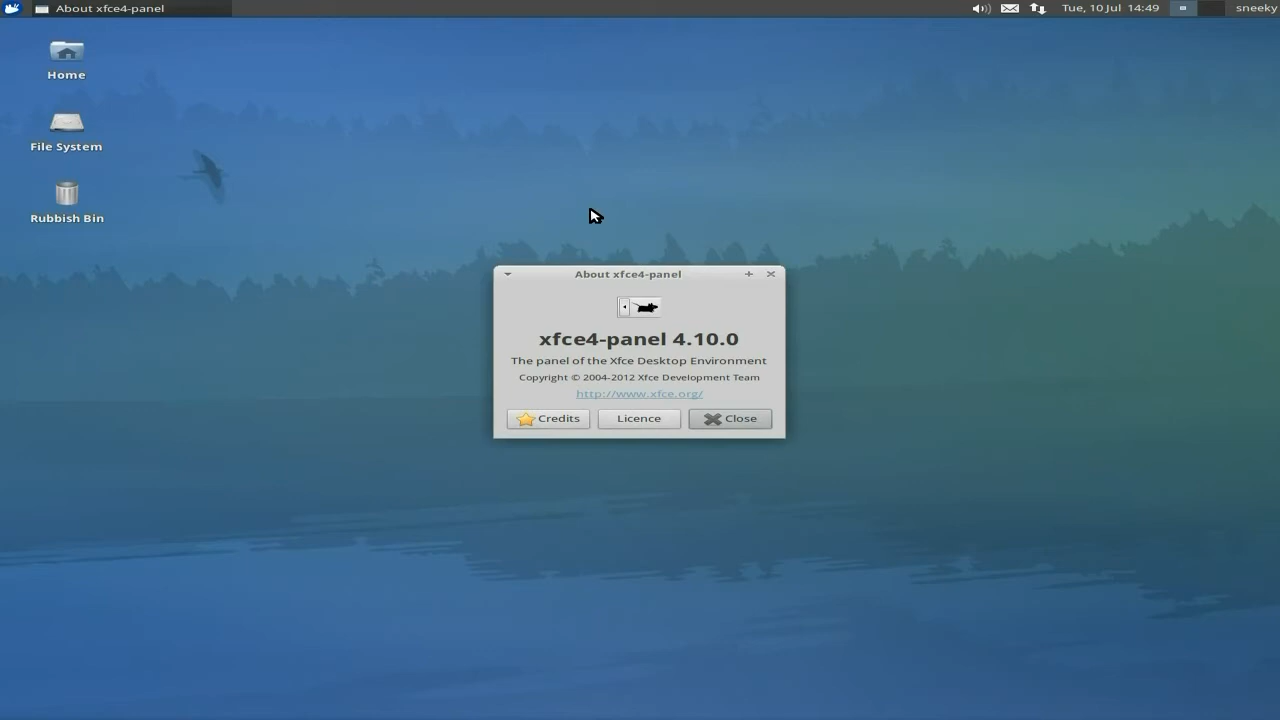 About xfce4-panel
Tue, 10 Jul 14:49
sneeky
Home
File System
Rubbish Bin
About xfce4-panel
xfce4-panel 4.10.0
The panel of the Xfce Desktop Environment
Copyright © 2004-2012 Xfce Development Team
http://www.xfce.org/
Credits
Licence
Close